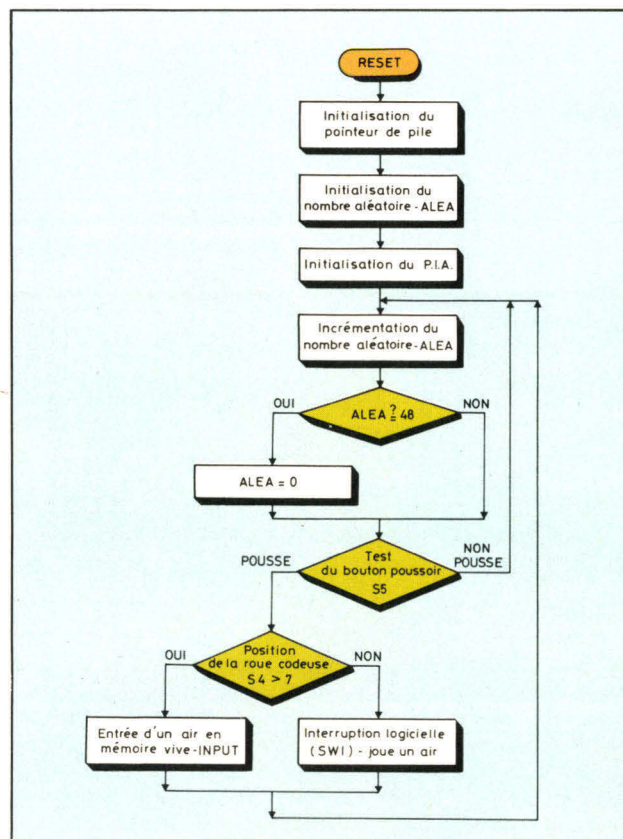 RESET
Initialisation du
pointeur de pile
Initialisation du
nombre aléatoire-ALEA
Initialisation du P.I.A.
Incrémentation du
nombre aléatoire-ALEA
OUI
ALEA ?= 48
NON
ALEA = 0
POUSSE
Test
du bouton poussoir
S5
NON
POUSSE
OUI
Position
de la roue codeuse
S4 > 7
NON
Entrée d'un air en
mémoire vive-INPUT
Interruption logicielle
(SWI) - joue un air